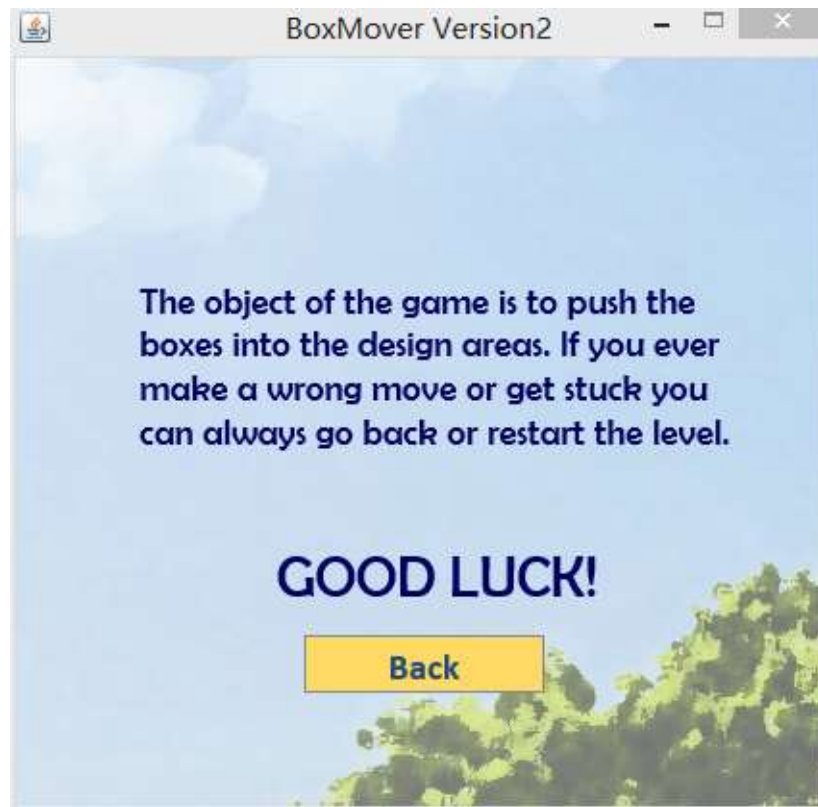 BoxMover Version2
The object of the game is to push the
boxes into the design areas. If you ever
make a wrong move or get stuck you
can always go back or restart the level.
GOOD LUCK!
Back